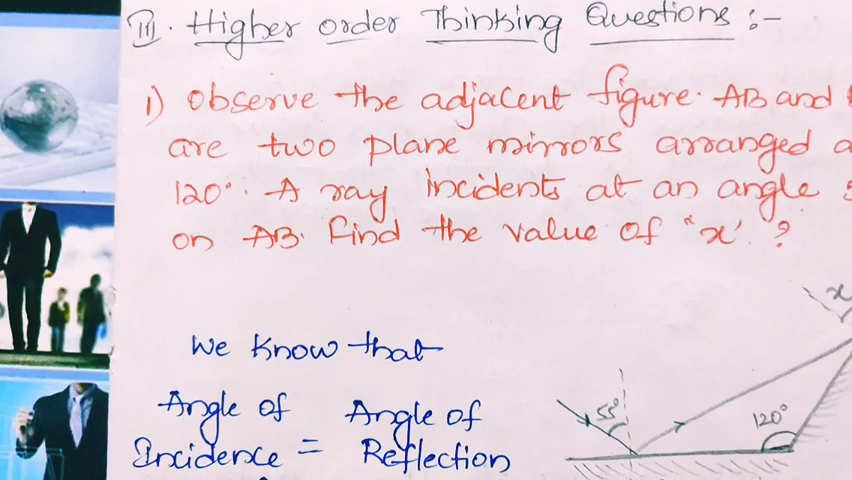 III. Higher order Thinking Questions :-
1) Observe the adjacent figure. AB and
are two plane mirrors arranged
120°. A ray incidents at an angle
on AB. Find the value of "x' ?
We know that
Angle of Incidence = Angle of Reflection
x
55°
120°